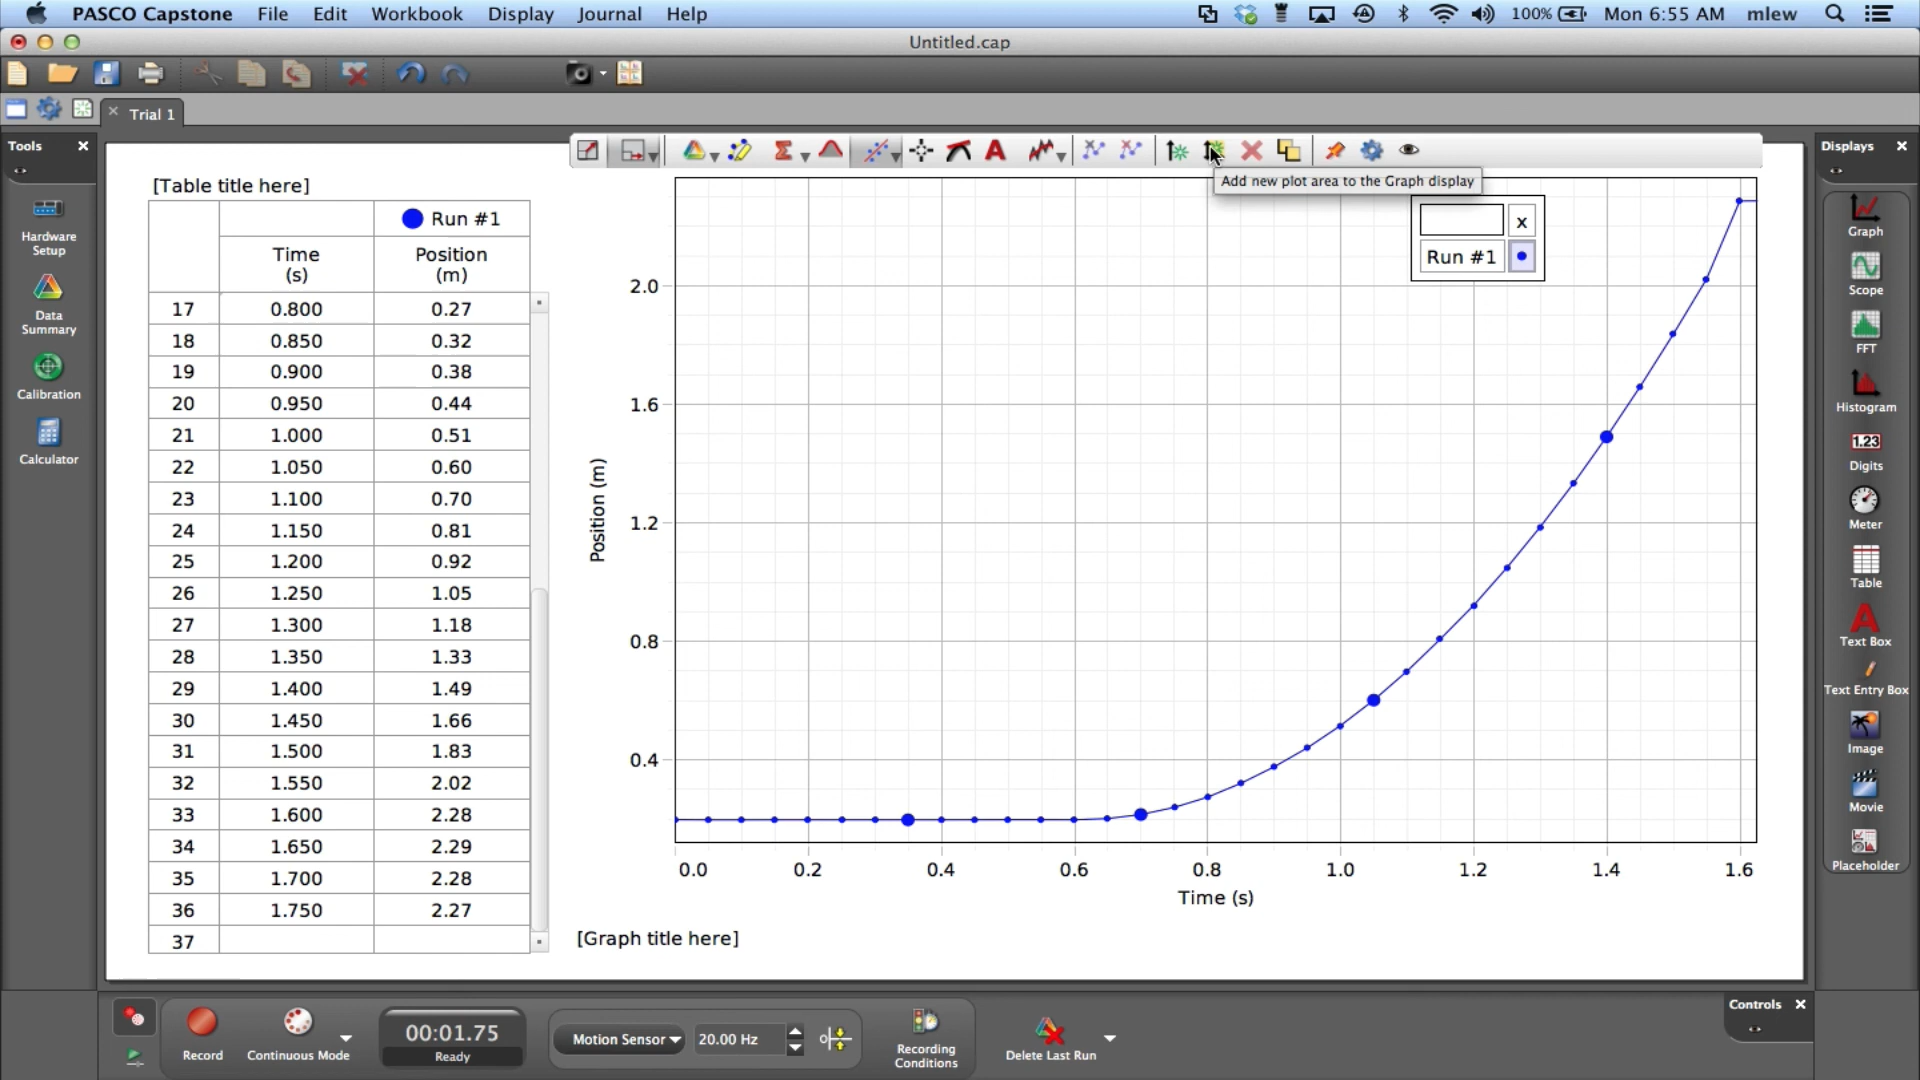 PASCO Capstone File Edit Workbook Display Journal Help 100% Mon 6:55 AM mlew
Untitled.cap
Trial 1
Tools
Hardware Setup
Data Summary
Calibration
Calculator
[Table title here]
Run #1
Time (s) Position (m)
17 0.800 0.27
18 0.850 0.32
19 0.900 0.38
20 0.950 0.44
21 1.000 0.51
22 1.050 0.60
23 1.100 0.70
24 1.150 0.81
25 1.200 0.92
26 1.250 1.05
27 1.300 1.18
28 1.350 1.33
29 1.400 1.49
30 1.450 1.66
31 1.500 1.83
32 1.550 2.02
33 1.600 2.28
34 1.650 2.29
35 1.700 2.28
36 1.750 2.27
37
Add new plot area to the Graph display
x
Run #1
Position (m)
2.0
1.6
1.2
0.8
0.4
0.0 0.2 0.4 0.6 0.8 1.0 1.2 1.4 1.6
Time (s)
[Graph title here]
Displays
Graph
Scope
FFT
Histogram
1.23
Digits
Meter
Table
Text Box
Text Entry Box
Image
Movie
Placeholder
Record
Continuous Mode
00:01.75
Ready
Motion Sensor 20.00 Hz
Recording Conditions
Delete Last Run
Controls